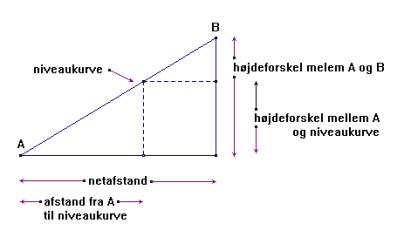 B
niveaukurve
højdeforskel melem A og B
højdeforskel mellem A
og niveaukurve
A
netafstand
afstand fra A
til niveaukurve